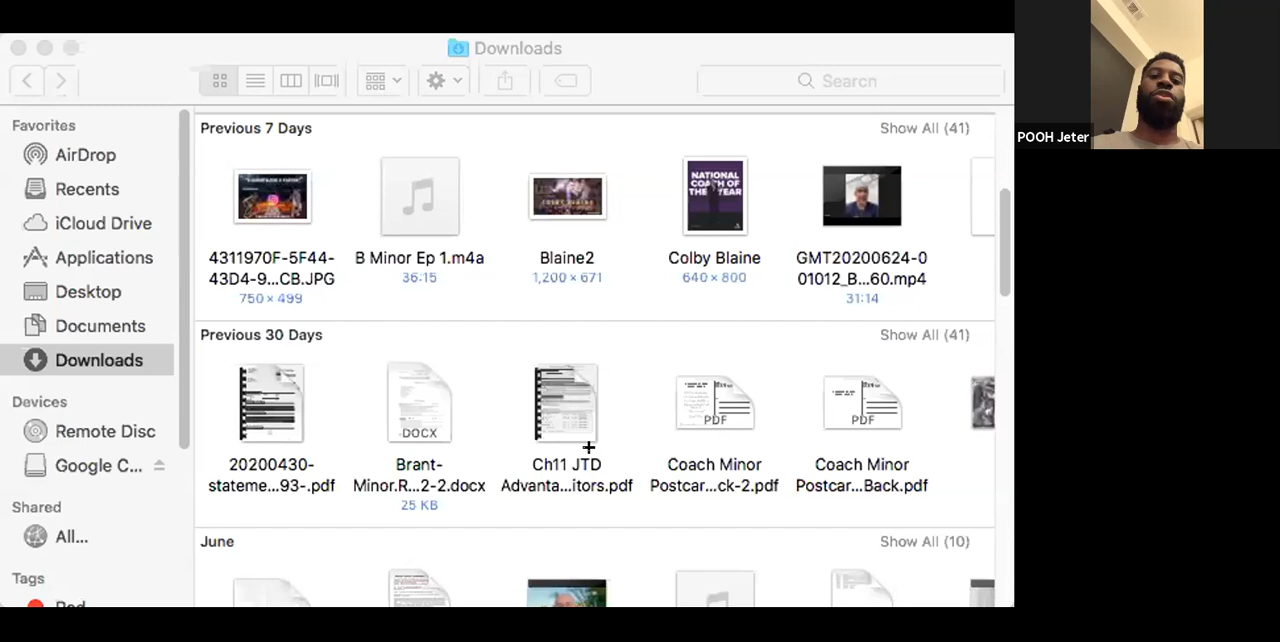 Downloads
Search
Favorites
AirDrop
Recents
iCloud Drive
Applications
Desktop
Documents
Downloads
Devices
Remote Disc
Google C...
Shared
All...
Tags
Red
Previous 7 Days
Show All (41)
NATIONAL
COACH OF
THE YEAR
4311970F-5F44-
43D4-9...CB.JPG
750 × 499
B Minor Ep 1.m4a
36:15
Blaine2
1,200 × 671
Colby Blaine
640 × 800
GMT20200624-0
01012_B...60.mp4
31:14
Previous 30 Days
Show All (41)
DOCX
PDF
PDF
20200430-
stateme...93-.pdf
Brant-
Minor.R...2-2.docx
25 KB
Ch11 JTD
Advanta...itors.pdf
Coach Minor
Postcar...ck-2.pdf
Coach Minor
Postcar...Back.pdf
June
Show All (10)
POOH Jeter